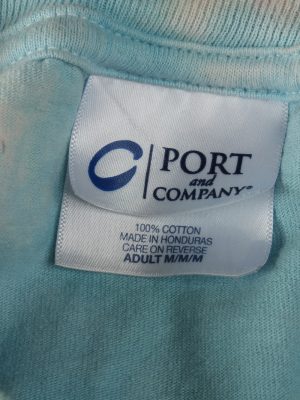 PORT
and
COMPANY®
100% COTTON
MADE IN HONDURAS
CARE ON REVERSE
ADULT M/M/M